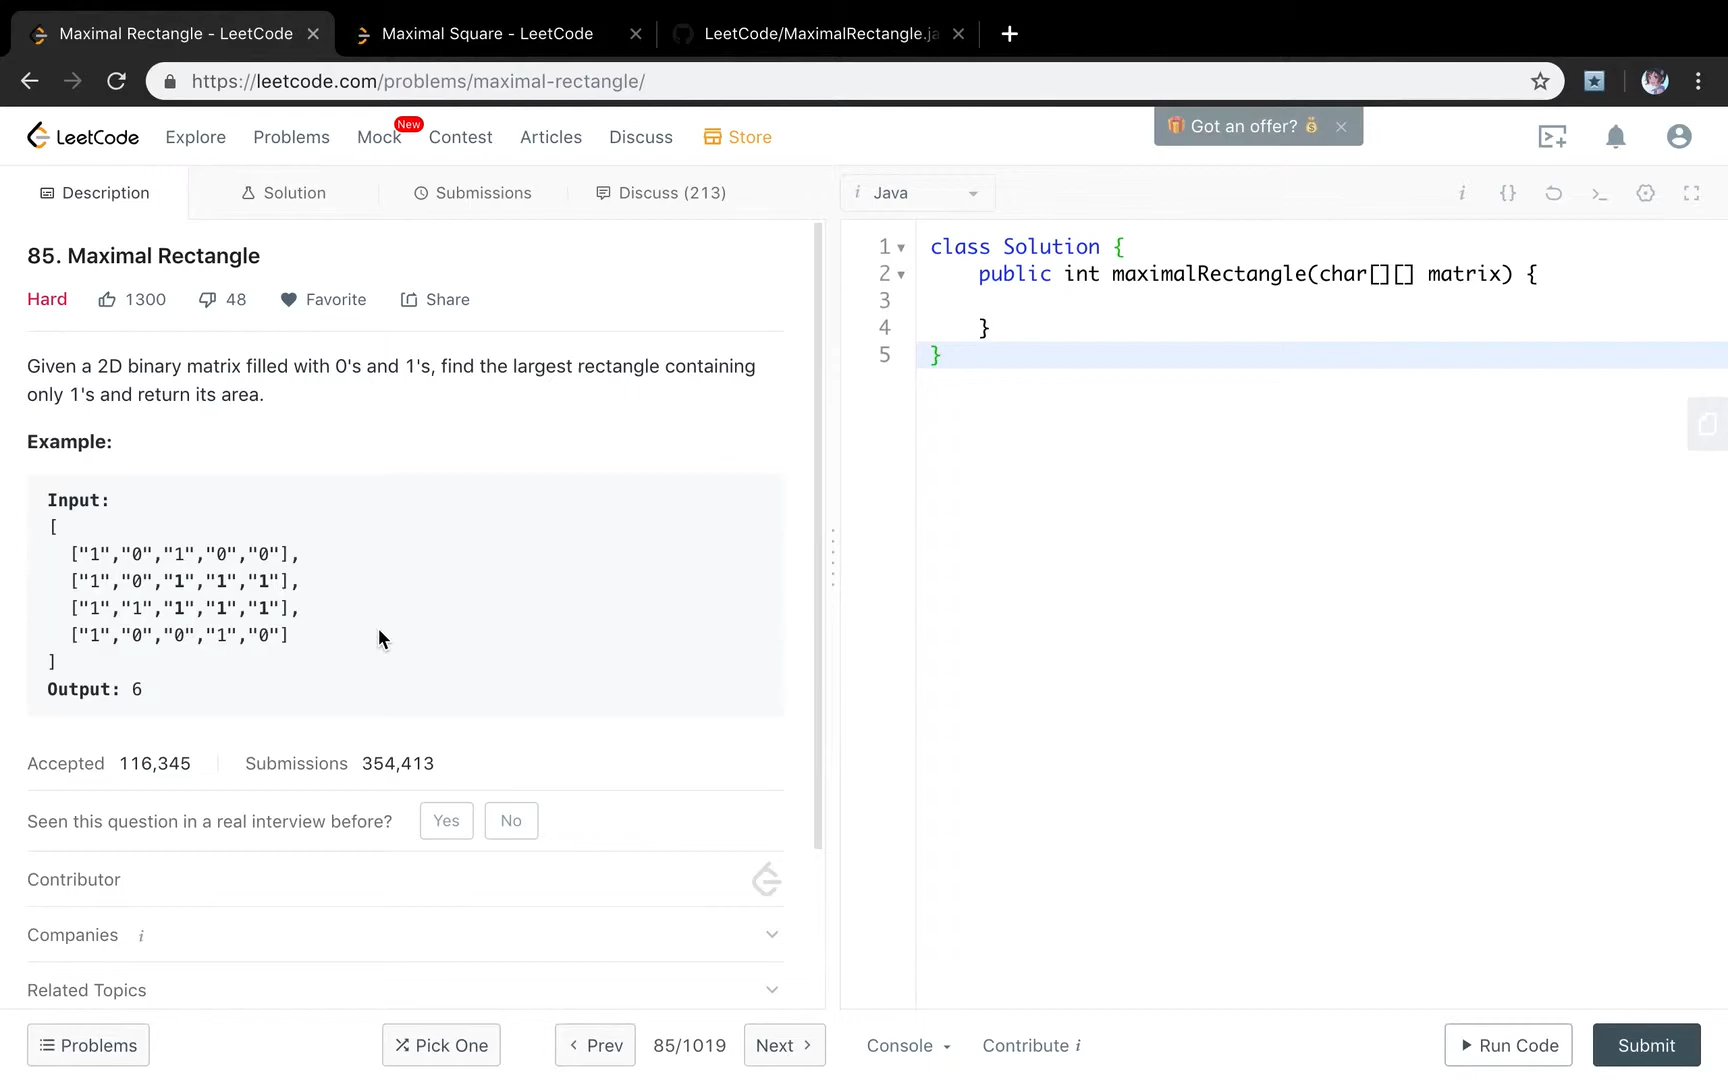 Maximal Rectangle - LeetCode
Maximal Square - LeetCode
LeetCode/MaximalRectangle.ja
https://leetcode.com/problems/maximal-rectangle/
LeetCode
Explore
Problems
Mock
New
Contest
Articles
Discuss
Store
Got an offer?
Description
Solution
Submissions
Discuss (213)
i Java
85. Maximal Rectangle
Hard 1300 48 Favorite Share
Given a 2D binary matrix filled with 0's and 1's, find the largest rectangle containing
only 1's and return its area.
Example:
Input:
[
["1","0","1","0","0"],
["1","0","1","1","1"],
["1","1","1","1","1"],
["1","0","0","1","0"]
]
Output: 6
Accepted 116,345 Submissions 354,413
Seen this question in a real interview before? Yes No
Contributor
Companies i
Related Topics
Problems
Pick One
Prev
85/1019
Next
i {}
1 class Solution {
2 public int maximalRectangle(char[][] matrix) {
3
4 }
5 }
Console
Contribute i
Run Code
Submit